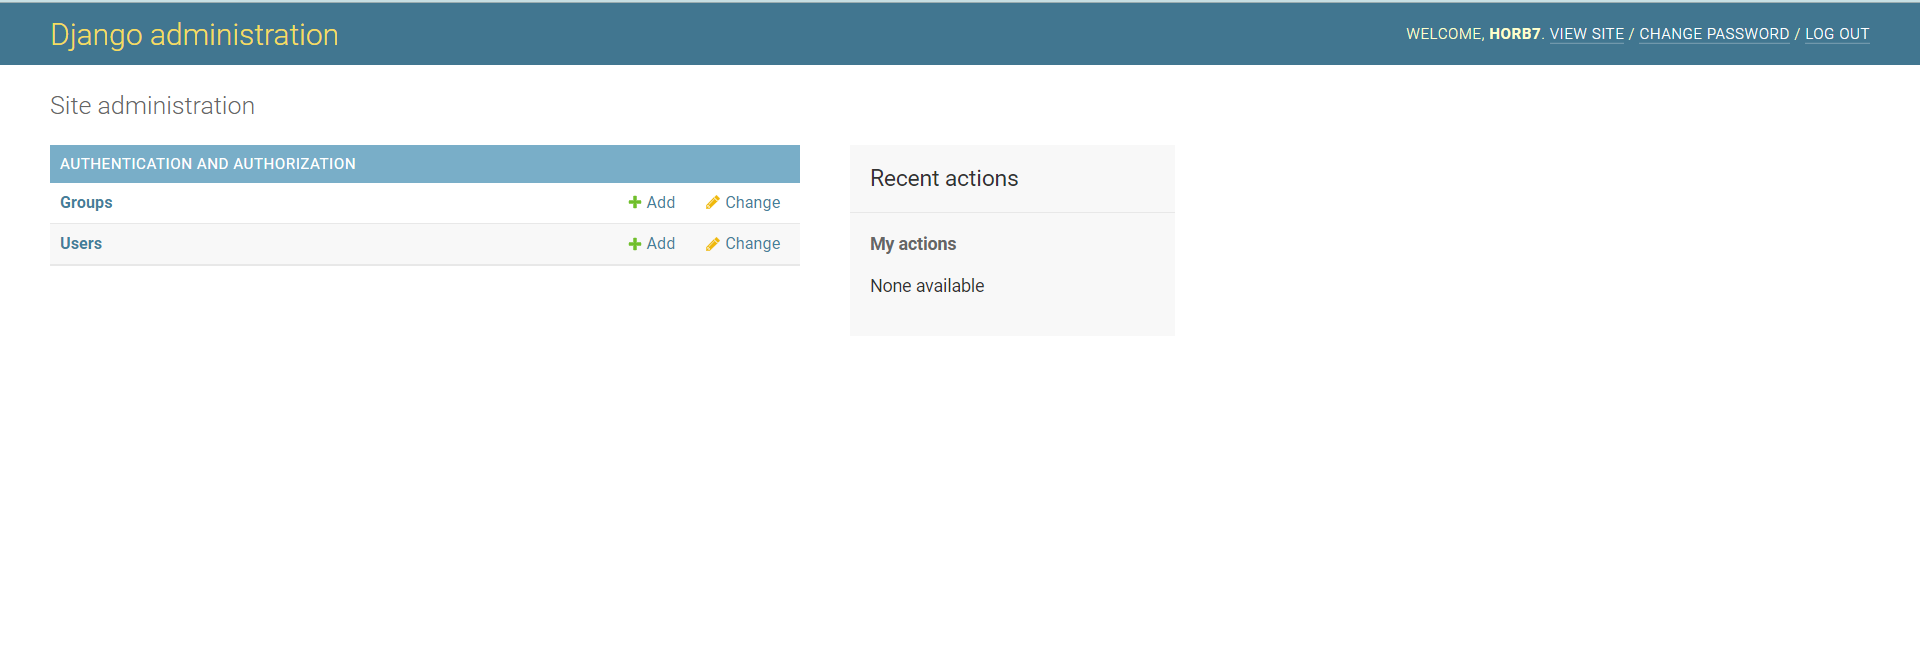 Django administration
WELCOME, HORB7. VIEW SITE / CHANGE PASSWORD / LOG OUT
Site administration
AUTHENTICATION AND AUTHORIZATION
Groups Add Change
Users Add Change
Recent actions
My actions
None available